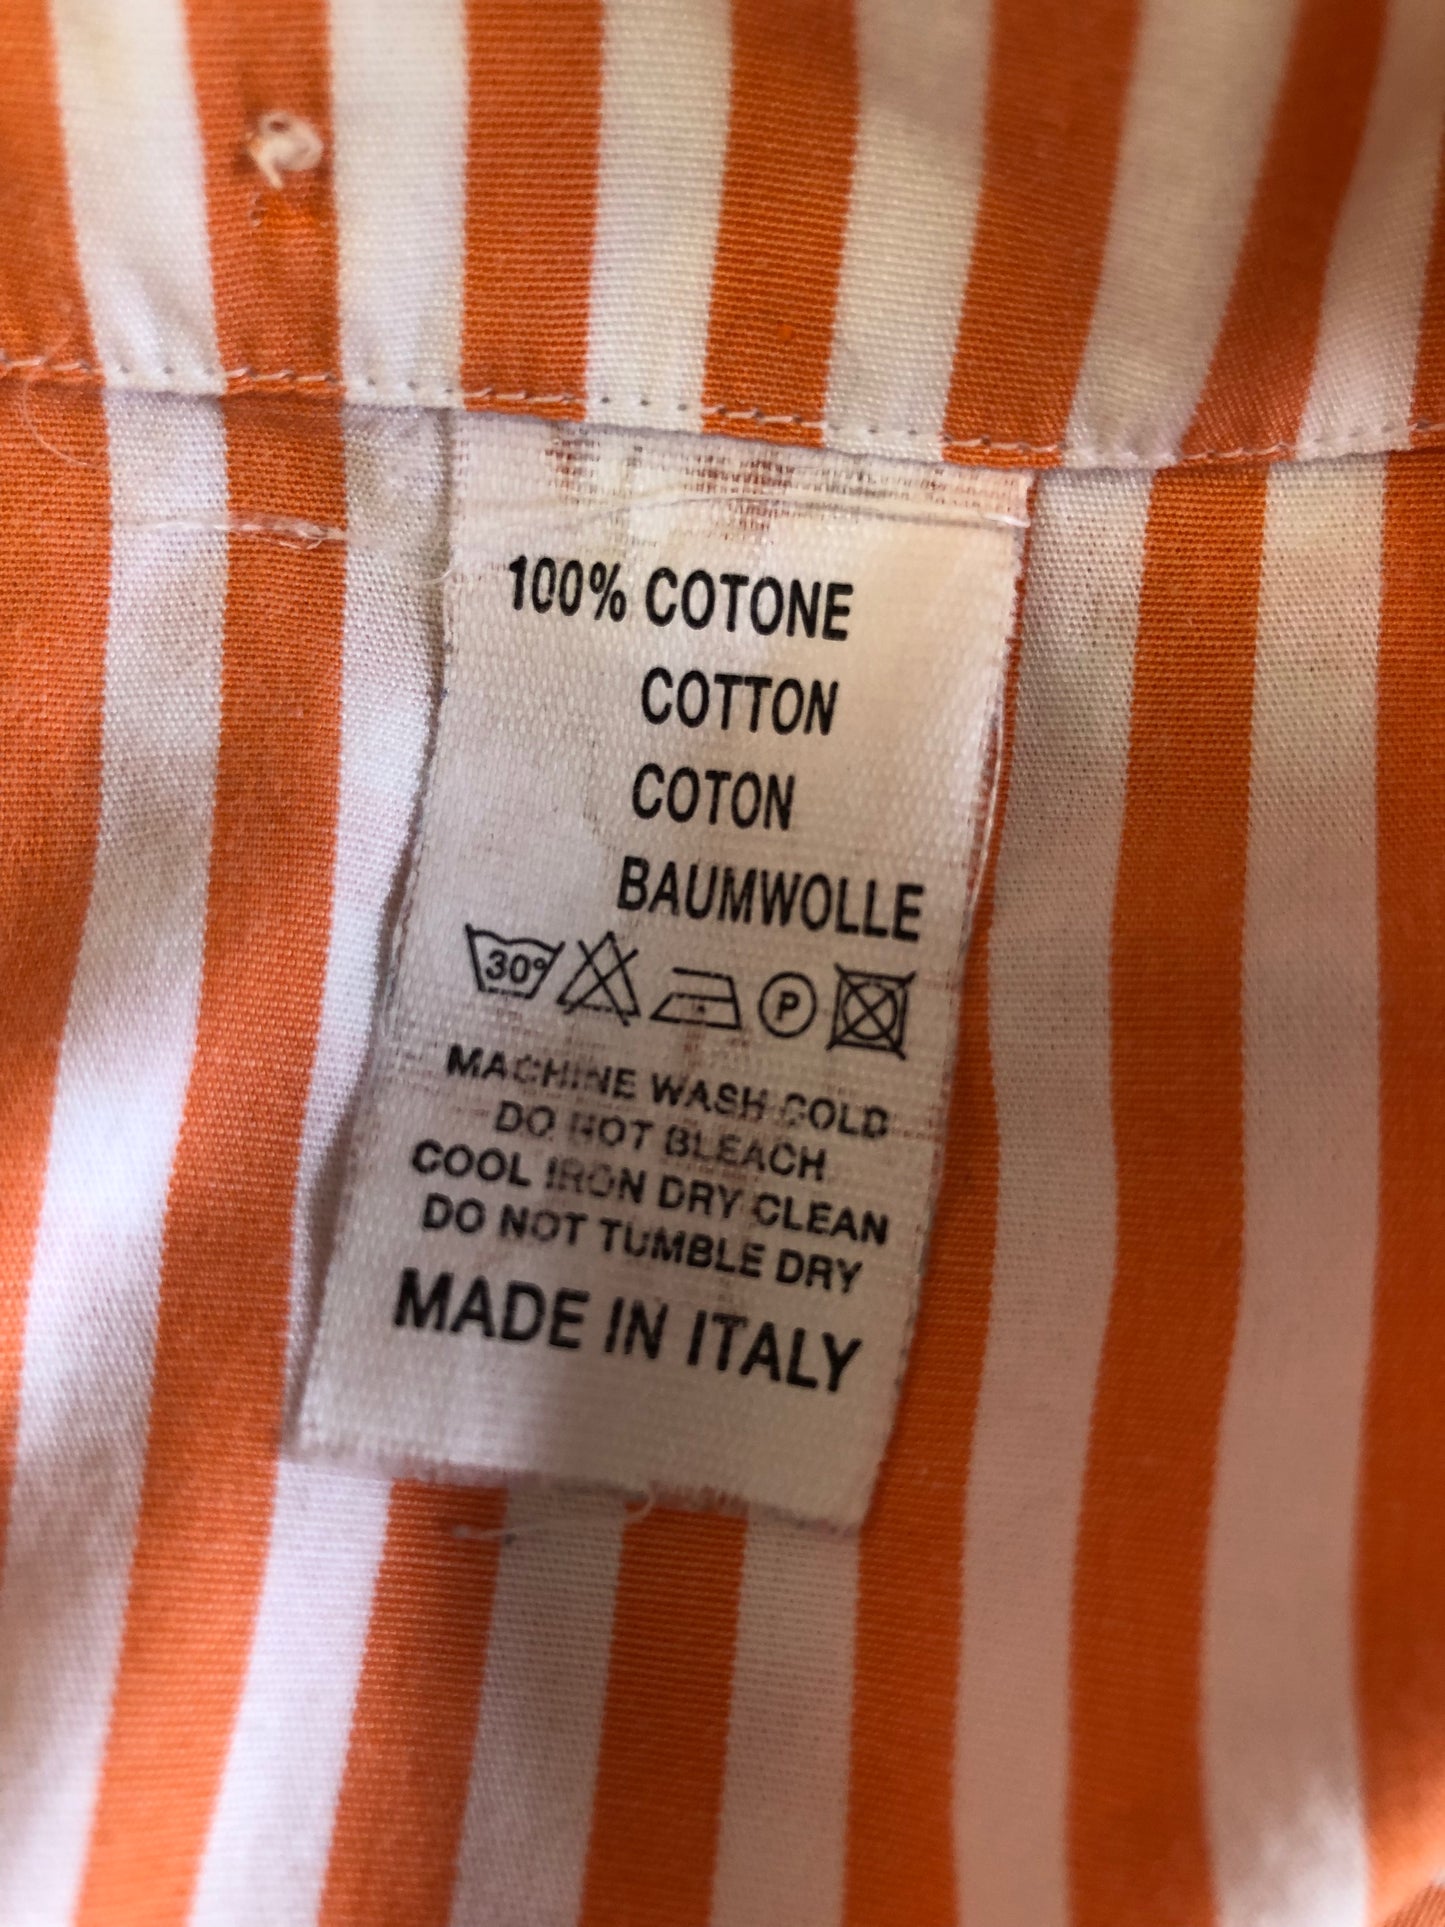 100% COTONE
COTTON
COTON
BAUMWOLLE
30° P
MACHINE WASH COLD
DO NOT BLEACH
COOL IRON DRY CLEAN
DO NOT TUMBLE DRY
MADE IN ITALY